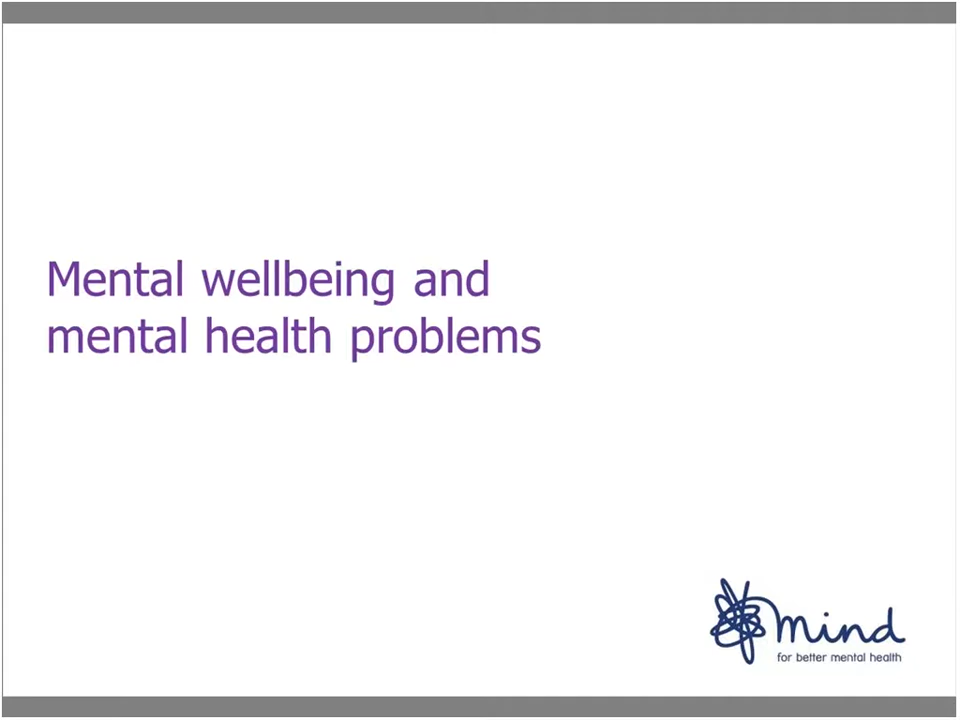 Mental wellbeing and
mental health problems
mind
for better mental health